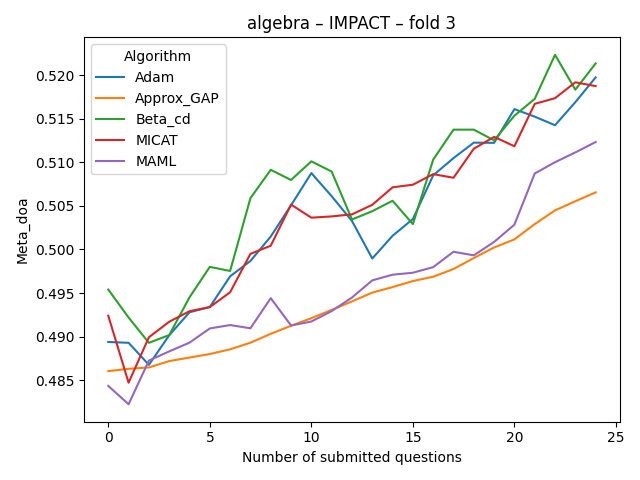 algebra – IMPACT – fold 3
Algorithm
Adam
Approx_GAP
Beta_cd
MICAT
MAML
Meta_doa
0.520
0.515
0.510
0.505
0.500
0.495
0.490
0.485
0 5 10 15 20 25
Number of submitted questions